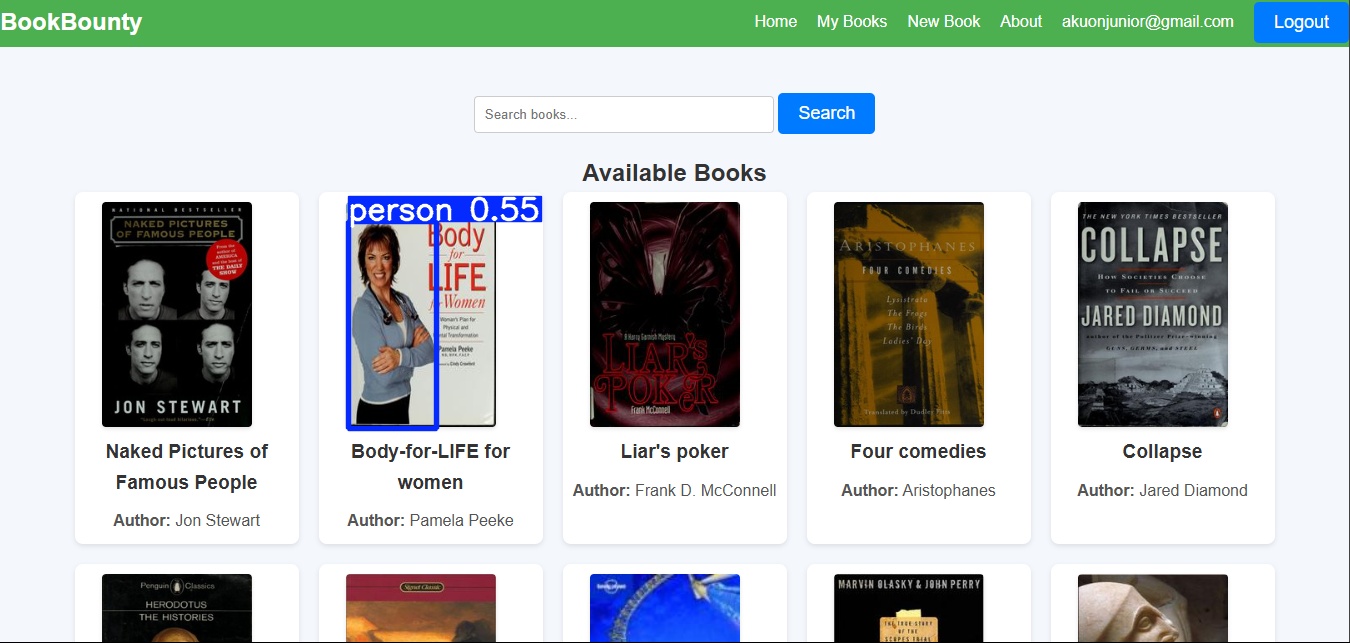 BookBounty
Home My Books New Book About akuonjunior@gmail.com Logout
Search books...
Search
Available Books
NATIONAL BESTSELLER
NAKED PICTURES
OF FAMOUS PEOPLE
From the
author of
AMERICA
and the host of
THE DAILY
SHOW
JON STEWART
Naked Pictures of
Famous People
Author: Jon Stewart
person 0.55
Body
for
LIFE
for Women
Woman's Plan for
Physical and
Transformation
Pamela Peeke
Cindy Crawford
Body-for-LIFE for
women
Author: Pamela Peeke
A Harry Garnish Mystery
LIAR'S
POKER
Frank McConnell
Liar's poker
Author: Frank D. McConnell
ARISTOPHANES
FOUR COMEDIES
Lysistrata
The Frogs
The Birds
Ladies' Day
Translated by Dudley Fitts
Four comedies
Author: Aristophanes
THE NEW YORK TIMES BESTSELLER
COLLAPSE
HOW SOCIETIES CHOOSE
TO FAIL OR SUCCEED
JARED DIAMOND
author of the Pulitzer Prize-winning
GUNS, GERMS, and STEEL
Collapse
Author: Jared Diamond
Penguin Classics
HERODOTUS
THE HISTORIES
Signet Classic
lonely planet
MARVIN OLASKY & JOHN PERRY
THE TRUE STORY
OF THE
SCOPES TRIAL